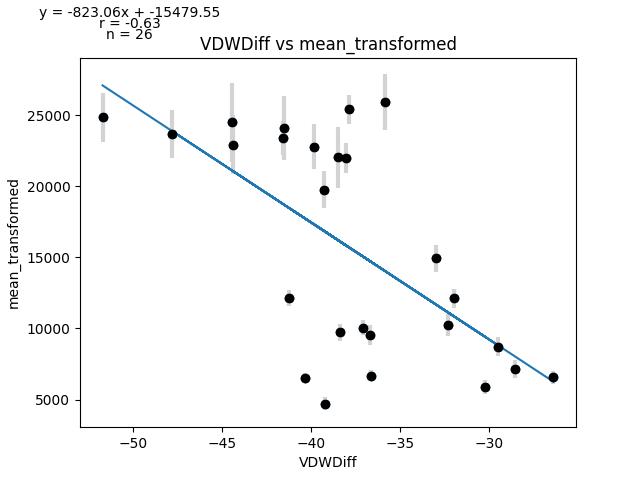 y = -823.06x + -15479.55
r = -0.63
n = 26
VDWDiff vs mean_transformed
25000
20000
15000
10000
5000
mean_transformed
−50
−45
−40
−35
−30
VDWDiff